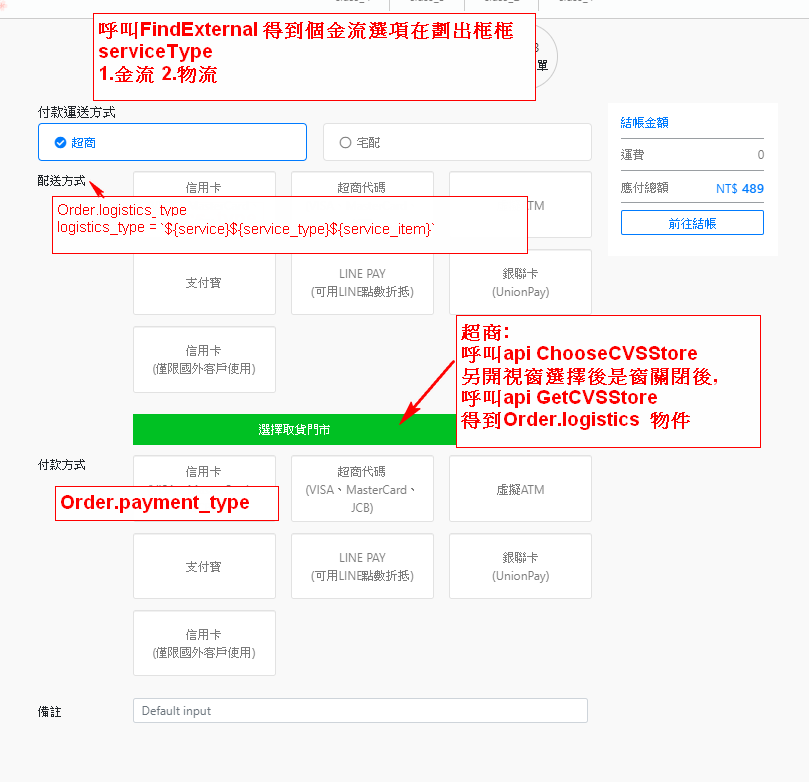 呼叫FindExternal 得到個金流選項在劃出框框
serviceType
1.金流 2.物流
3
單
付款運送方式
超商
宅配
結帳金額
運費 0
應付總額 NT$ 489
前往結帳
配送方式
信用卡
超商代碼
TM
Order.logistics_type
logistics_type = `${service}${service_type}${service_item}`
支付寶
LINE PAY
(可用LINE點數折抵)
銀聯卡
(UnionPay)
信用卡
(僅限國外客戶使用)
超商:
呼叫api ChooseCVSStore
另開視窗選擇後是窗關閉後,
呼叫api GetCVSStore
得到Order.logistics 物件
選擇取貨門市
付款方式
信用卡
超商代碼
(VISA、MasterCard、
JCB)
虛擬ATM
Order.payment_type
支付寶
LINE PAY
(可用LINE點數折抵)
銀聯卡
(UnionPay)
信用卡
(僅限國外客戶使用)
備註
Default input